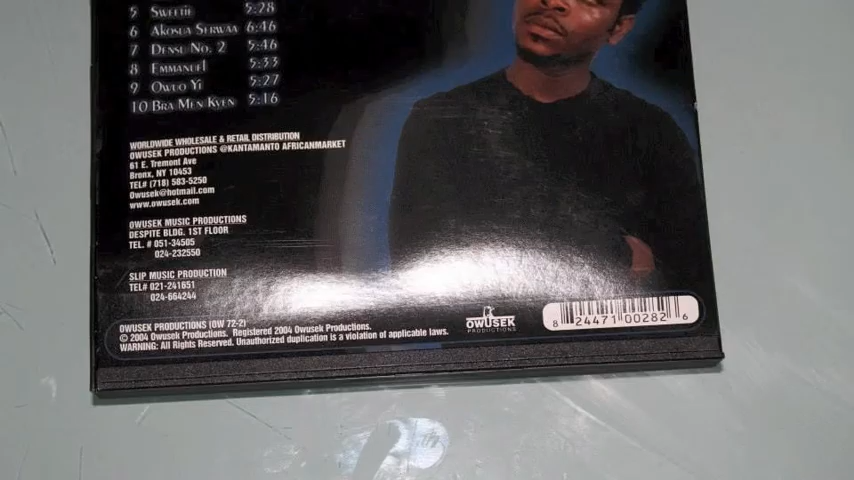 5 Sweetie 5:28
6 Akosua Serwaa 6:46
7 Densu No. 2 5:46
8 Emmanuel 5:33
9 Owuo Yi 5:27
10 Bra Men Kyen 5:16
WORLDWIDE WHOLESALE & RETAIL DISTRIBUTION
OWUSEK PRODUCTIONS @KANTAMANTO AFRICANMARKET
61 E. Tremont Ave
Bronx, NY 10453
TEL# (718) 583-5250
Owusek@hotmail.com
www.owusek.com
OWUSEK MUSIC PRODUCTIONS
DESPITE BLDG. 1ST FLOOR
TEL. # 051-34505
024-232550
SLIP MUSIC PRODUCTION
TEL# 021-241651
024-664244
OWUSEK PRODUCTIONS (OW 72-2)
© 2004 Owusek Productions. Registered 2004 Owusek Productions.
WARNING: All Rights Reserved. Unauthorized duplication is a violation of applicable laws.
OWUSEK
PRODUCTIONS
8 24471 00282 6